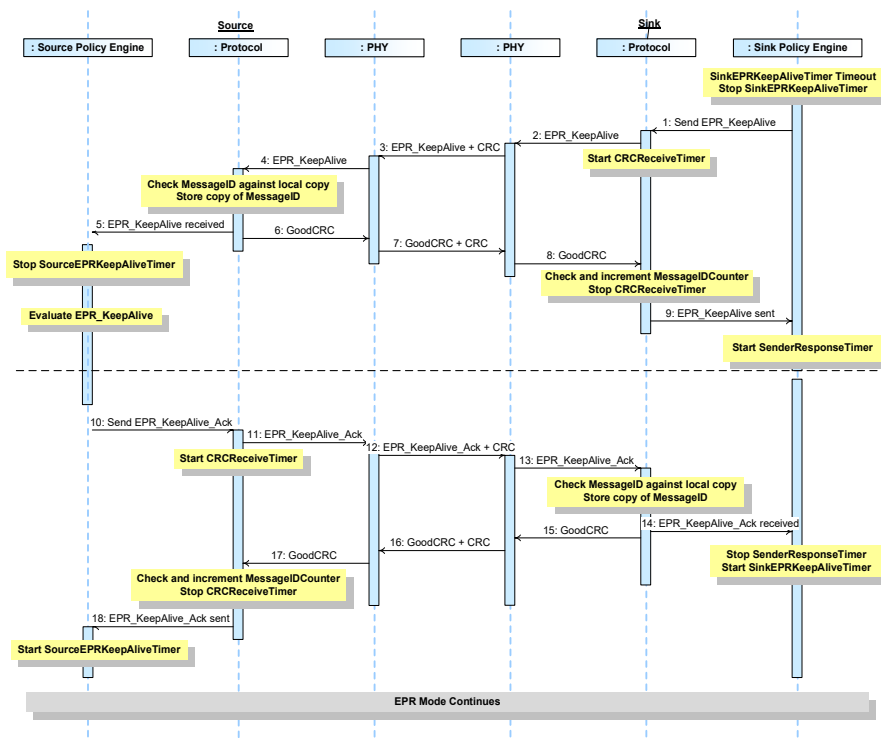 Source
Sink
: Source Policy Engine
: Protocol
: PHY
: PHY
: Protocol
: Sink Policy Engine
SinkEPRKeepAliveTimer Timeout
Stop SinkEPRKeepAliveTimer
1: Send EPR_KeepAlive
2: EPR_KeepAlive
Start CRCReceiveTimer
3: EPR_KeepAlive + CRC
4: EPR_KeepAlive
Check MessageID against local copy
Store copy of MessageID
5: EPR_KeepAlive received
6: GoodCRC
7: GoodCRC + CRC
8: GoodCRC
Stop SourceEPRKeepAliveTimer
Check and increment MessageIDCounter
Stop CRCReceiveTimer
Evaluate EPR_KeepAlive
9: EPR_KeepAlive sent
Start SenderResponseTimer
10: Send EPR_KeepAlive_Ack
11: EPR_KeepAlive_Ack
Start CRCReceiveTimer
12: EPR_KeepAlive_Ack + CRC
13: EPR_KeepAlive_Ack
Check MessageID against local copy
Store copy of MessageID
14: EPR_KeepAlive_Ack received
15: GoodCRC
16: GoodCRC + CRC
17: GoodCRC
Stop SenderResponseTimer
Start SinkEPRKeepAliveTimer
Check and increment MessageIDCounter
Stop CRCReceiveTimer
18: EPR_KeepAlive_Ack sent
Start SourceEPRKeepAliveTimer
EPR Mode Continues